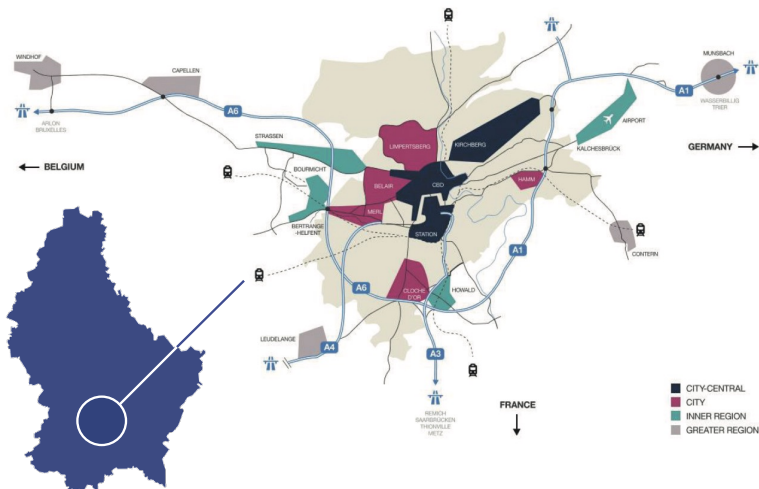 WINDHOF
CAPELLEN
MUNSBACH
A6
A1
ARLON
BRUXELLES
WASSERBILLIG
TRIER
AIRPORT
STRASSEN
LIMPERTSBERG
KIRCHBERG
KALCHESBRÜCK
BELGIUM
GERMANY
BOURMICHT
BELAIR
CBD
HAMM
MERL
BERTRANGE
-HELFENT
STATION
CONTERN
A1
A6
CLOCHE
D'OR
HOWALD
LEUDELANGE
A4
A3
REMICH
SAARBRÜCKEN
THIONVILLE
METZ
FRANCE
CITY-CENTRAL
CITY
INNER REGION
GREATER REGION